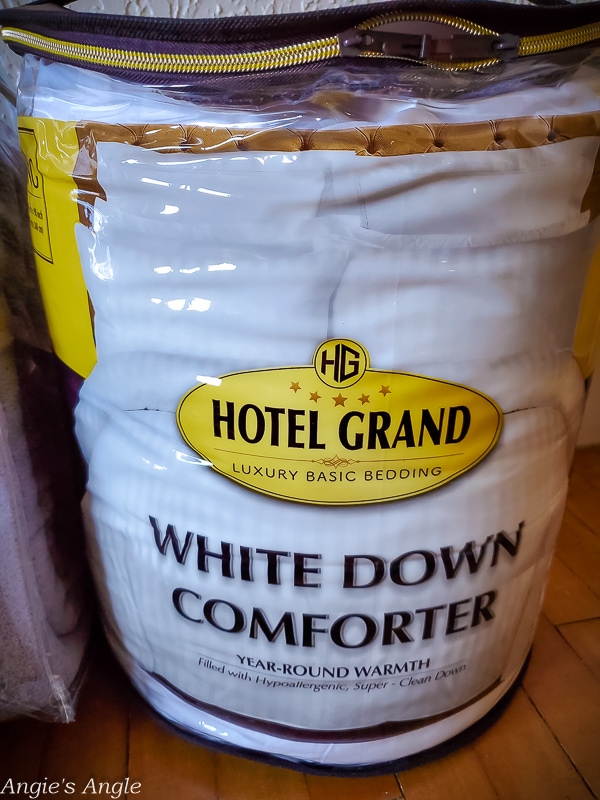 HG
HOTEL GRAND
LUXURY BASIC BEDDING
WHITE DOWN
COMFORTER
YEAR-ROUND WARMTH
Filled with Hypoallergenic, Super - Clean Down
Angie's Angle